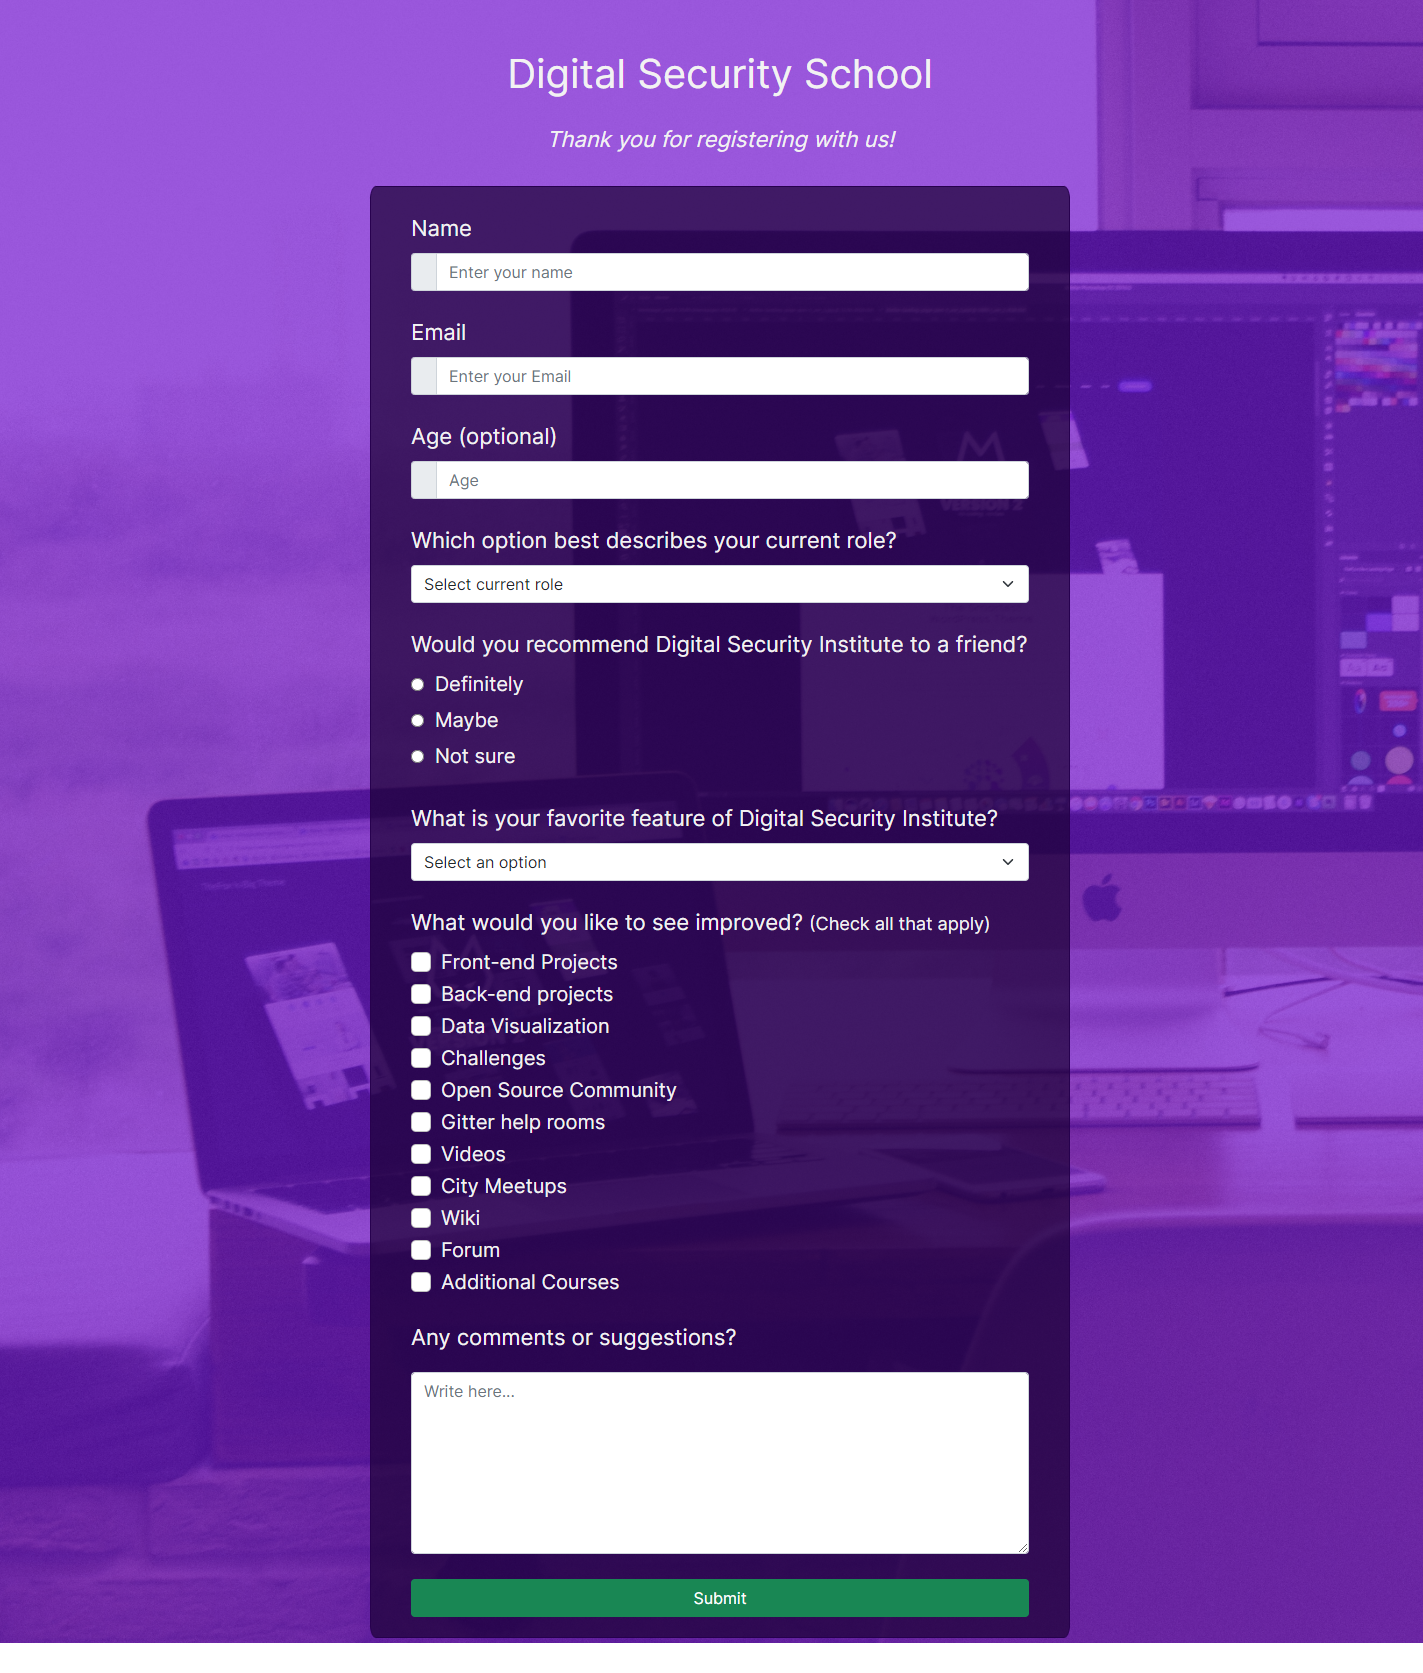 Digital Security School
Thank you for registering with us!
Name
Enter your name
Email
Enter your Email
Age (optional)
Age
Which option best describes your current role?
Select current role
Would you recommend Digital Security Institute to a friend?
Definitely
Maybe
Not sure
What is your favorite feature of Digital Security Institute?
Select an option
What would you like to see improved? (Check all that apply)
Front-end Projects
Back-end projects
Data Visualization
Challenges
Open Source Community
Gitter help rooms
Videos
City Meetups
Wiki
Forum
Additional Courses
Any comments or suggestions?
Write here...
Submit